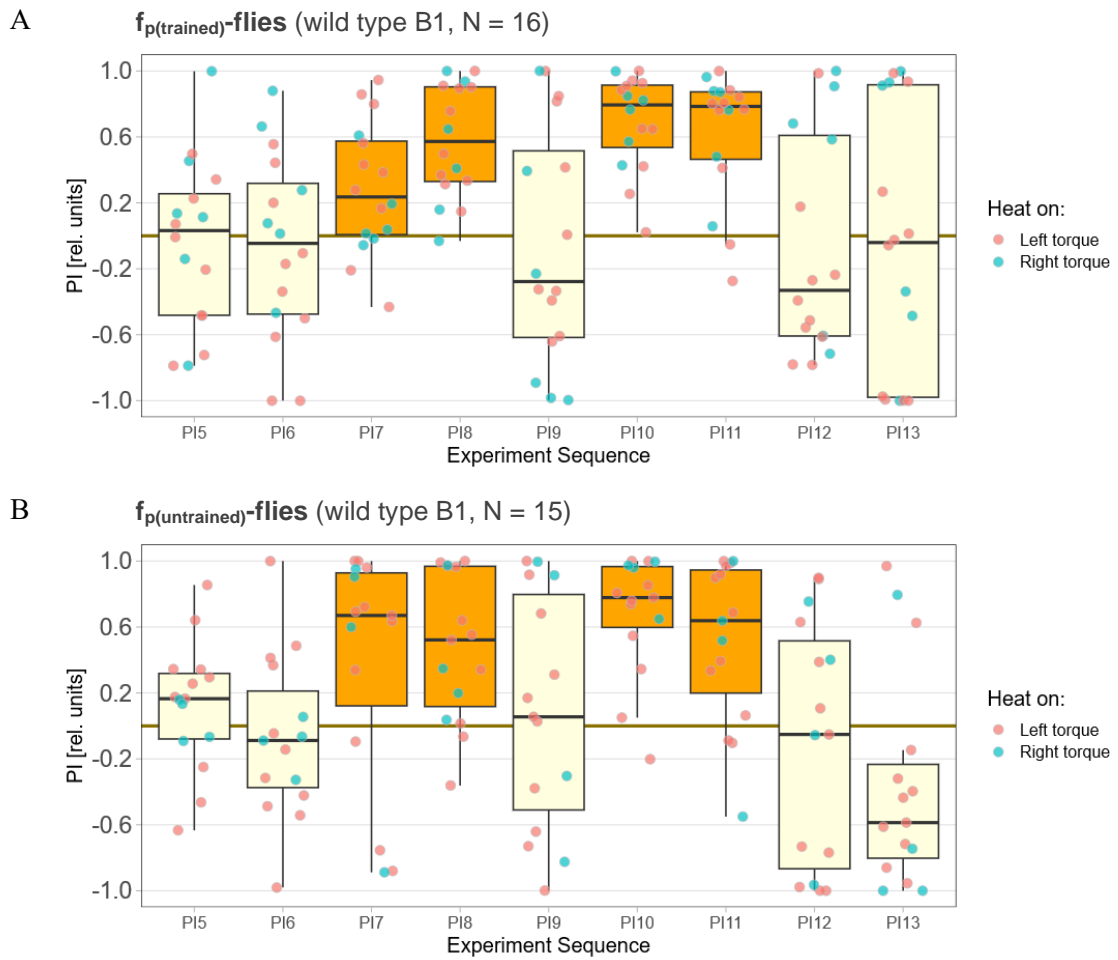 A
fp(trained)-flies (wild type B1, N = 16)
1.0
0.6
0.2
-0.2
-0.6
-1.0
PI [rel. units]
PI5 PI6 PI7 PI8 PI9 PI10 PI11 PI12 PI13
Experiment Sequence
Heat on:
Left torque
Right torque
B
fp(untrained)-flies (wild type B1, N = 15)
1.0
0.6
0.2
-0.2
-0.6
-1.0
PI [rel. units]
PI5 PI6 PI7 PI8 PI9 PI10 PI11 PI12 PI13
Experiment Sequence
Heat on:
Left torque
Right torque